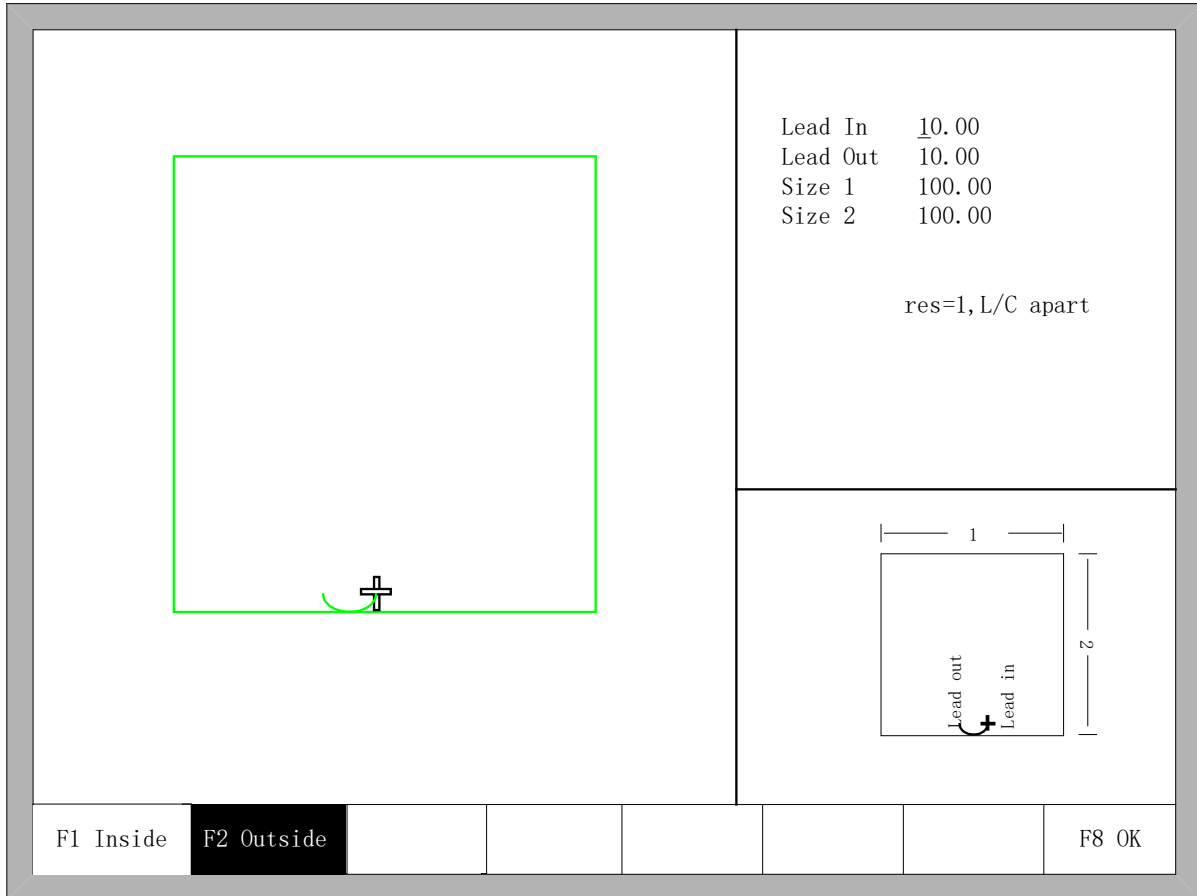 Lead In 10.00
Lead Out 10.00
Size 1 100.00
Size 2 100.00
res=1,L/C apart
1
2
Lead out
Lead in
F1 Inside
F2 Outside
F8 OK